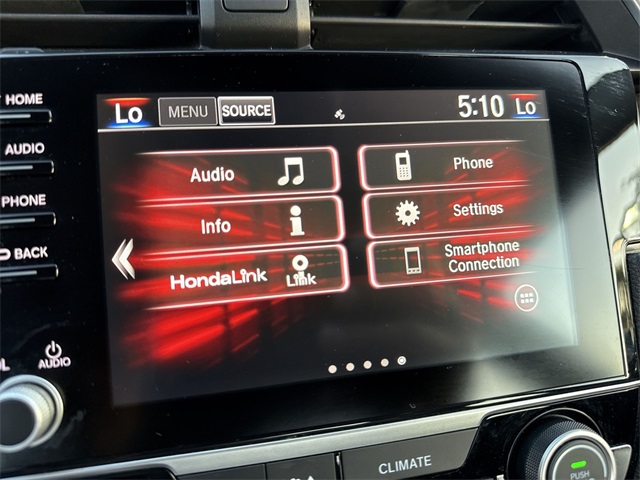 HOME
AUDIO
PHONE
BACK
AUDIO
Lo
MENU
SOURCE
5:10
Lo
Audio
Phone
Info
Settings
HondaLink
Link
Smartphone
Connection
CLIMATE
PUSH